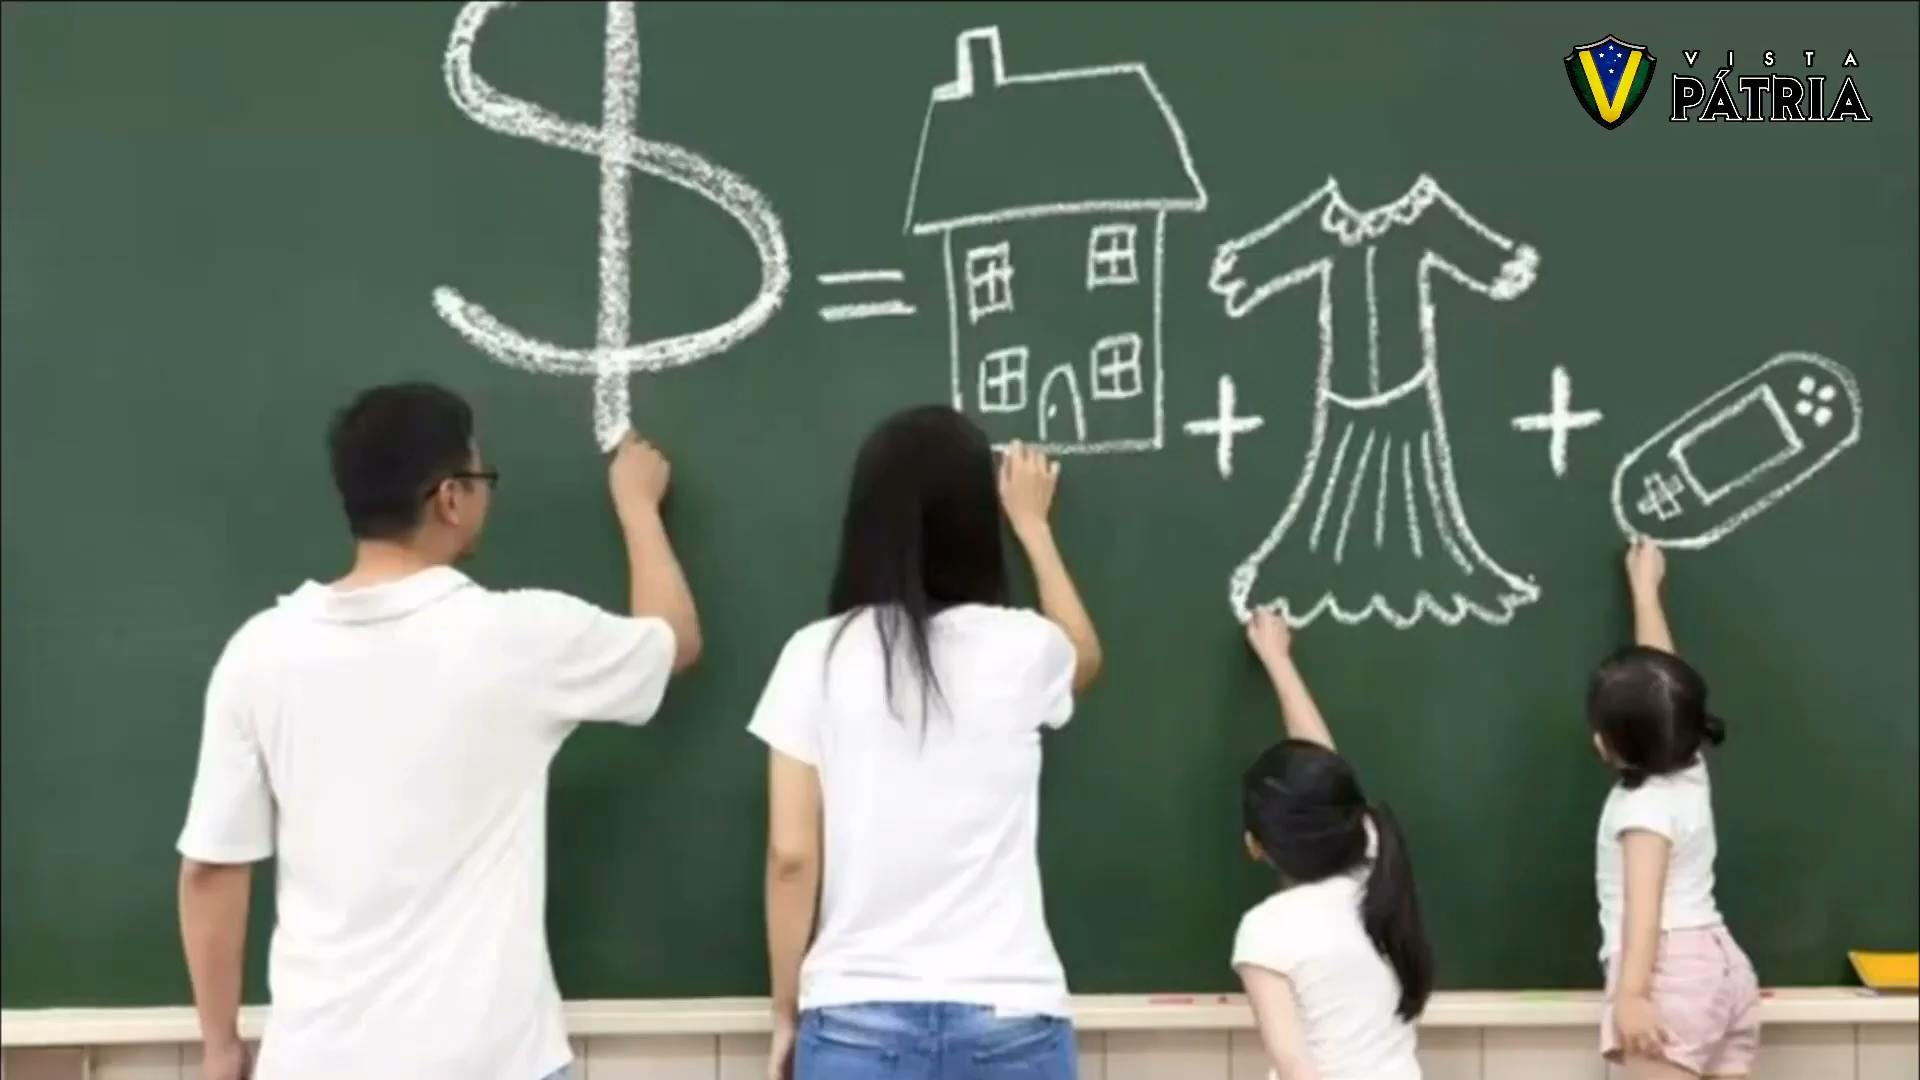 $ = + +
VISTA
PÁTRIA